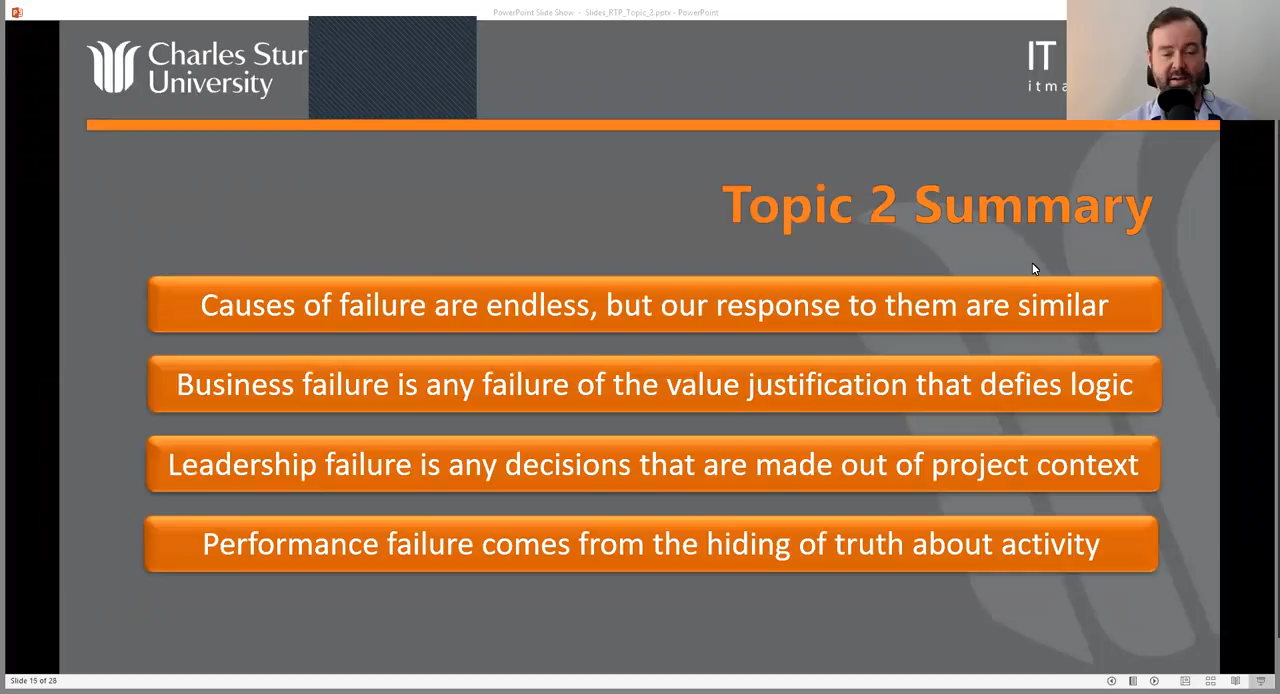 PowerPoint Slide Show - Slides_RTP_Topic_2.pptx - PowerPoint
Charles Stur
University
IT
itma
Topic 2 Summary
Causes of failure are endless, but our response to them are similar
Business failure is any failure of the value justification that defies logic
Leadership failure is any decisions that are made out of project context
Performance failure comes from the hiding of truth about activity
Slide 15 of 28